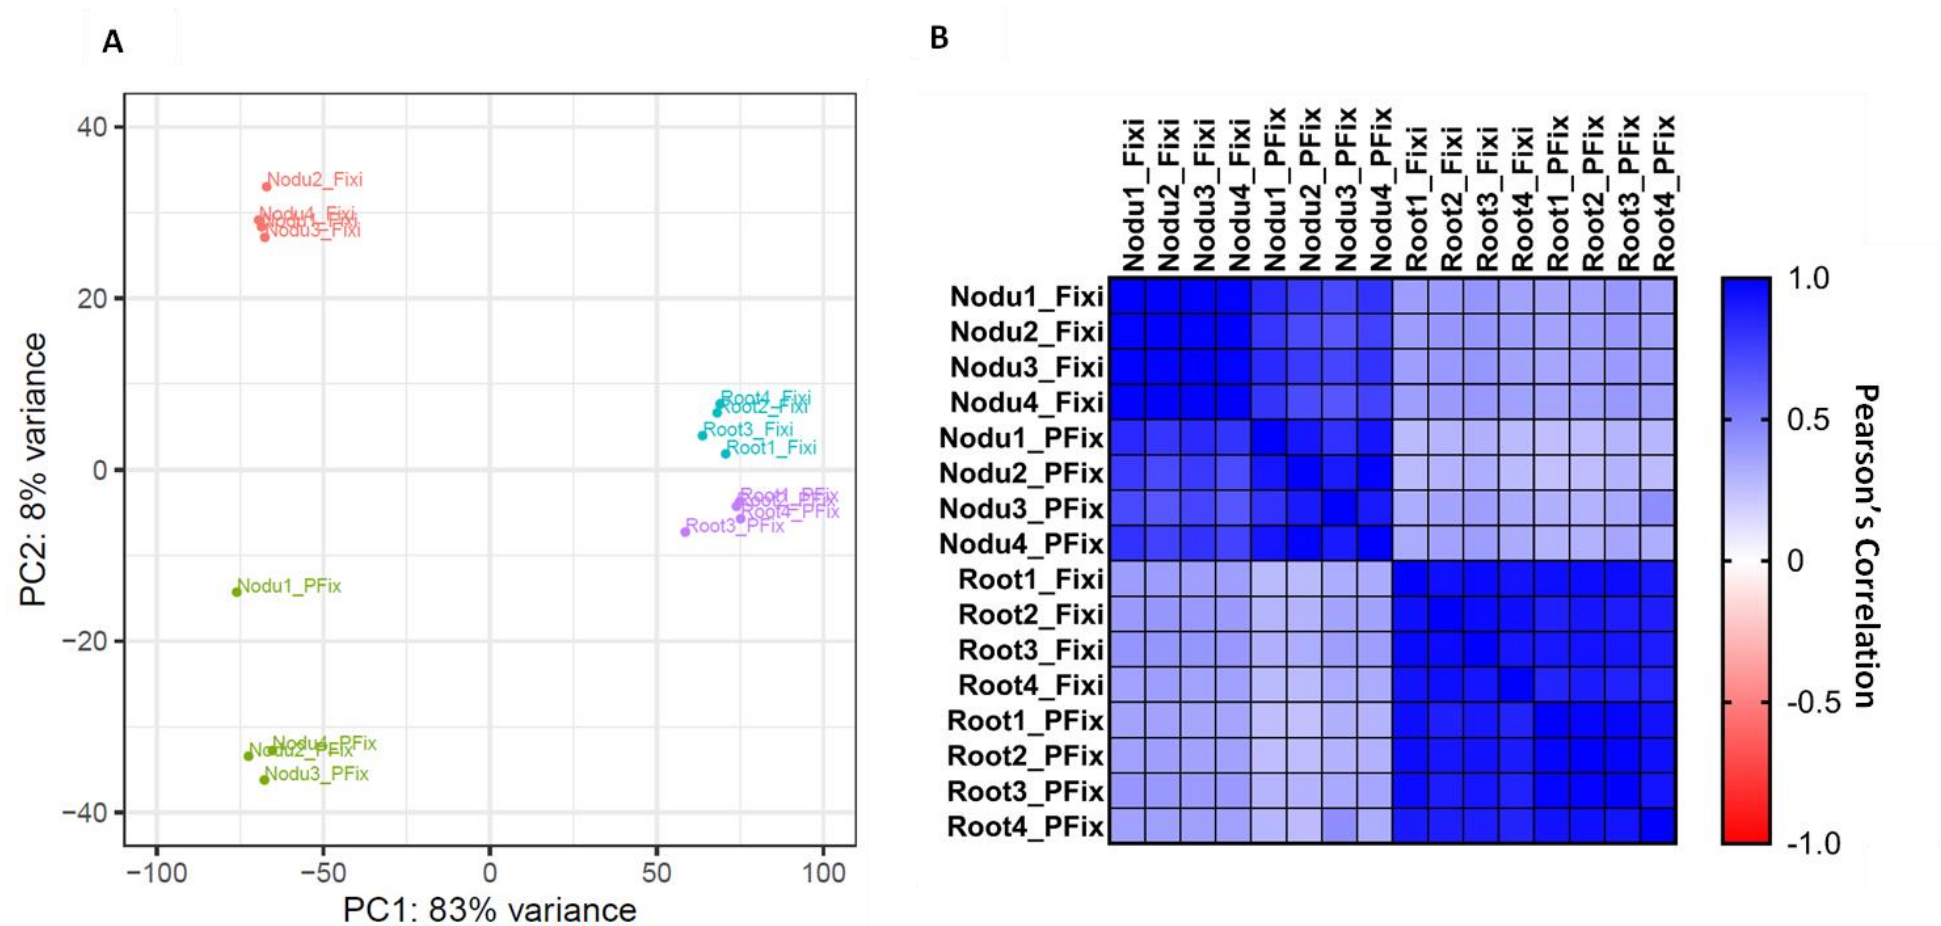 A
B
40
20
0
−20
−40
PC2: 8% variance
Nodu2_Fixi
Nodu4_Fixi
Nodu1_Fixi
Nodu3_Fixi
Root4_Fixi
Root2_Fixi
Root3_Fixi
Root1_Fixi
Root1_PFix
Root2_PFix
Root4_PFix
Root3_PFix
Nodu1_PFix
Nodu4_PFix
Nodu2_PFix
Nodu3_PFix
−100
−50
0
50
100
PC1: 83% variance
Nodu1_Fixi
Nodu2_Fixi
Nodu3_Fixi
Nodu4_Fixi
Nodu1_PFix
Nodu2_PFix
Nodu3_PFix
Nodu4_PFix
Root1_Fixi
Root2_Fixi
Root3_Fixi
Root4_Fixi
Root1_PFix
Root2_PFix
Root3_PFix
Root4_PFix
Nodu1_Fixi
Nodu2_Fixi
Nodu3_Fixi
Nodu4_Fixi
Nodu1_PFix
Nodu2_PFix
Nodu3_PFix
Nodu4_PFix
Root1_Fixi
Root2_Fixi
Root3_Fixi
Root4_Fixi
Root1_PFix
Root2_PFix
Root3_PFix
Root4_PFix
1.0
0.5
0
-0.5
-1.0
Pearson’s Correlation